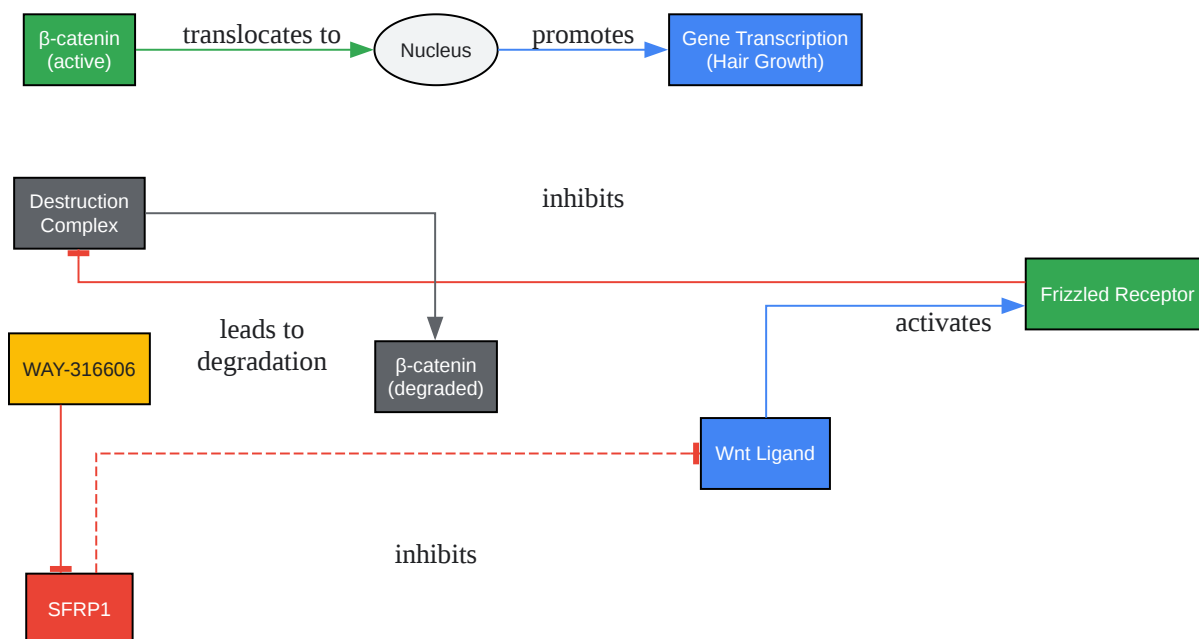 β-catenin
(active)
translocates to
Nucleus
promotes
Gene Transcription
(Hair Growth)
Destruction
Complex
inhibits
Frizzled Receptor
activates
leads to
degradation
WAY-316606
β-catenin
(degraded)
Wnt Ligand
inhibits
SFRP1